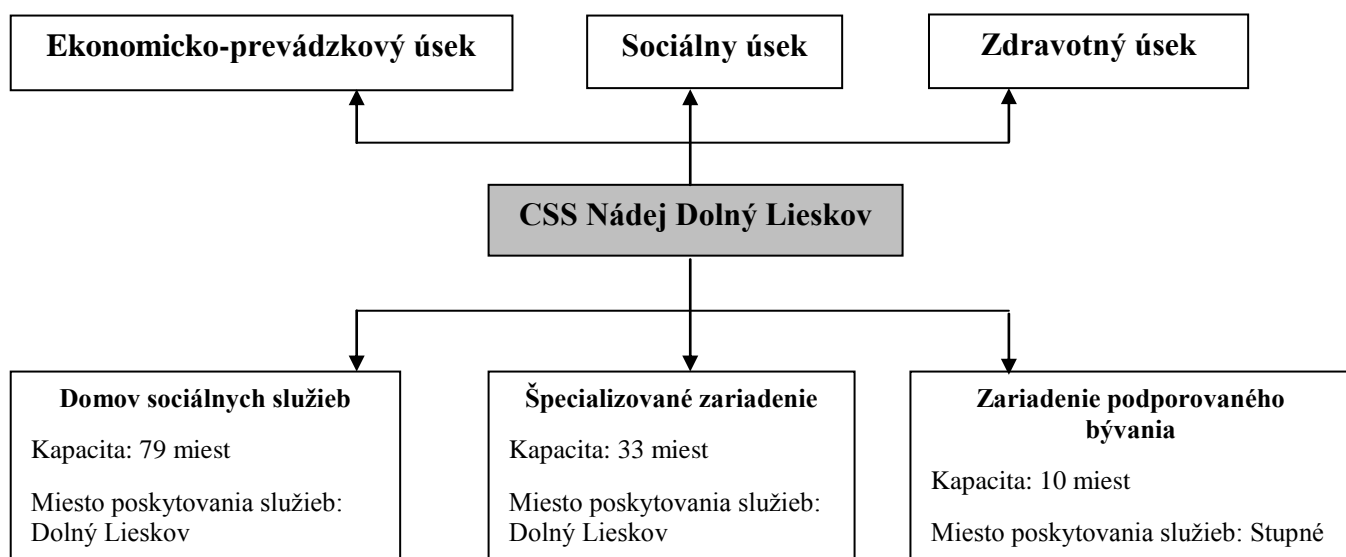 Ekonomicko-prevádzkový úsek
Sociálny úsek
Zdravotný úsek
CSS Nádej Dolný Lieskov
Domov sociálnych služieb
Kapacita: 79 miest
Miesto poskytovania služieb:
Dolný Lieskov
Špecializované zariadenie
Kapacita: 33 miest
Miesto poskytovania služieb:
Dolný Lieskov
Zariadenie podporovaného
bývania
Kapacita: 10 miest
Miesto poskytovania služieb: Stupné